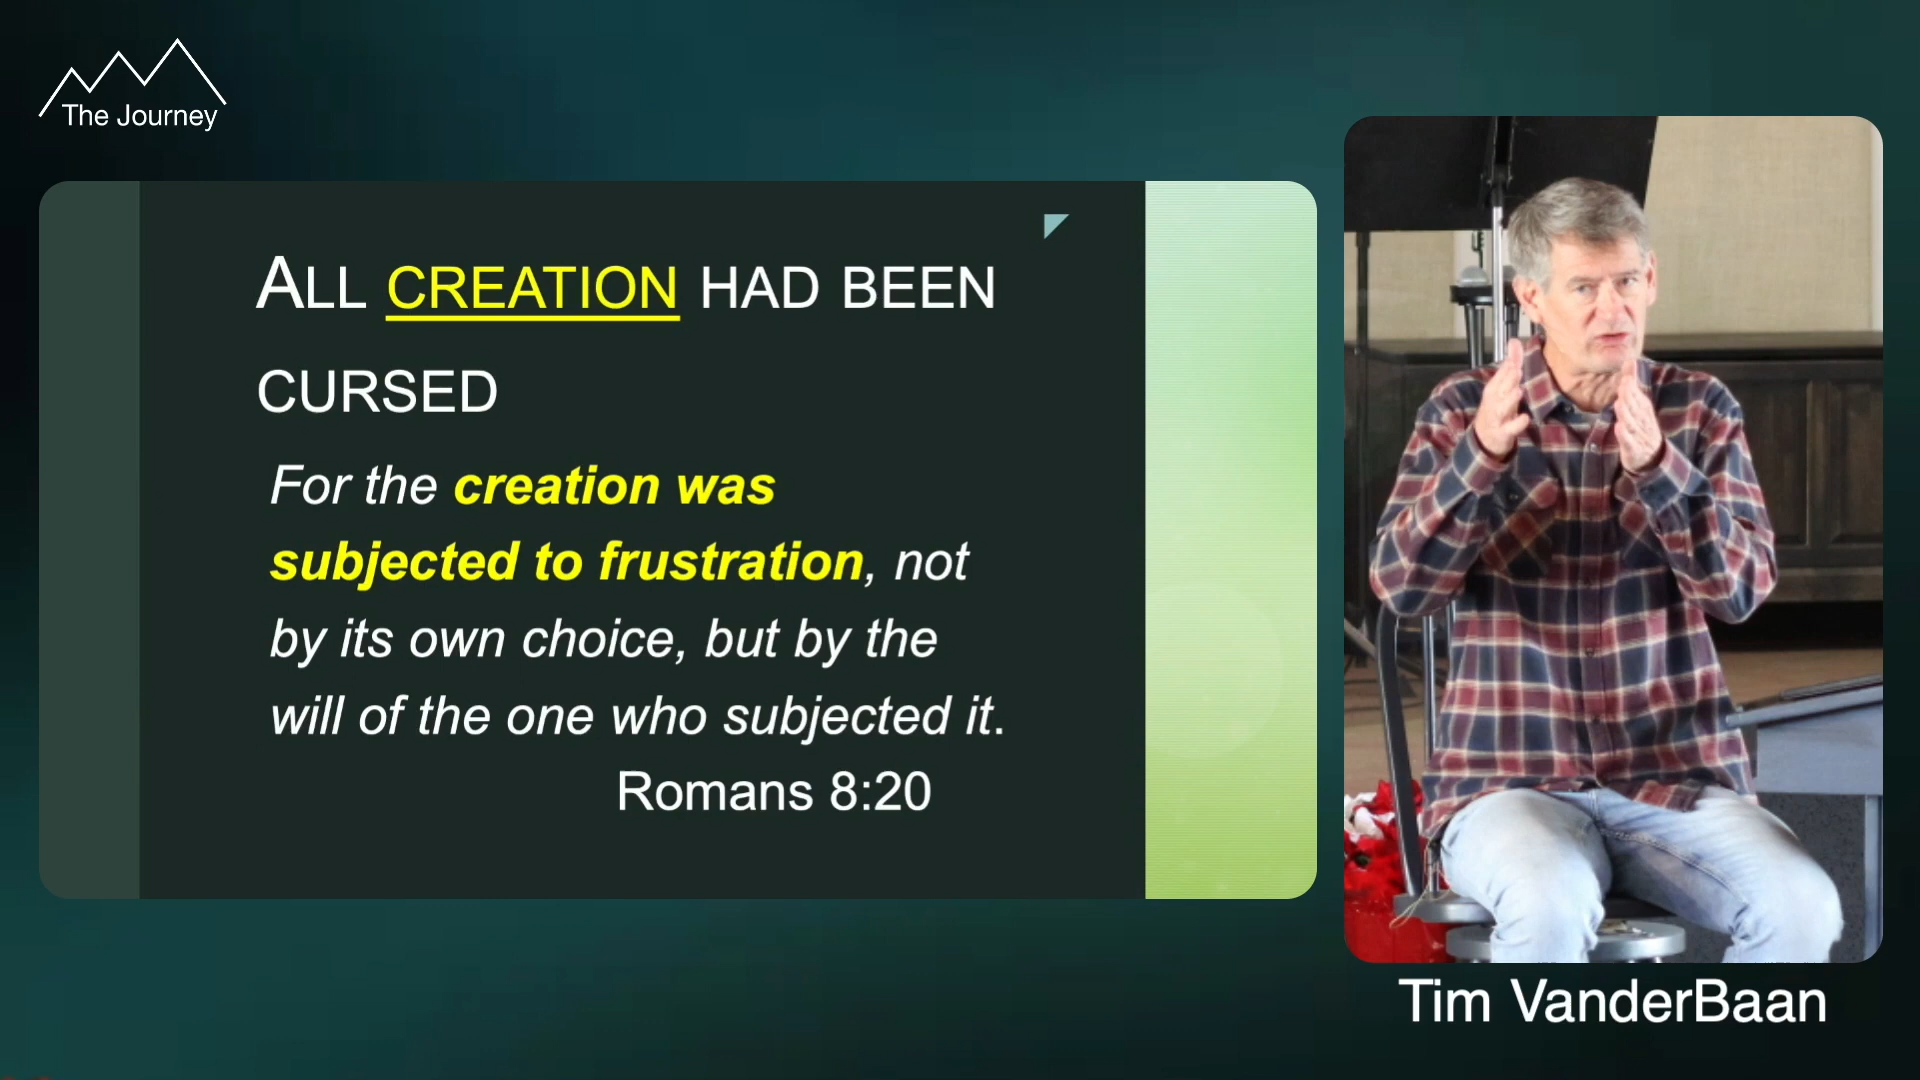 The Journey
ALL CREATION HAD BEEN
CURSED
For the creation was
subjected to frustration, not
by its own choice, but by the
will of the one who subjected it.
Romans 8:20
Tim VanderBaan